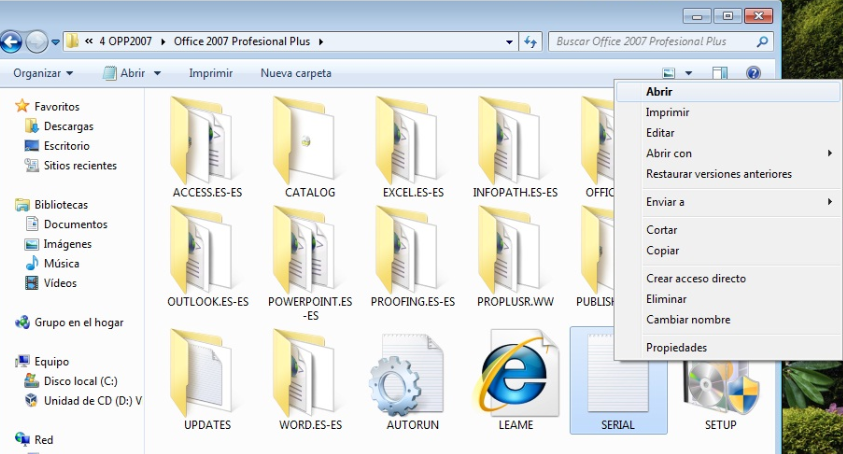 « 4 OPP2007 ▸ Office 2007 Profesional Plus ▸
Buscar Office 2007 Profesional Plus
Organizar
Abrir
Imprimir
Nueva carpeta
Favoritos
Descargas
Escritorio
Sitios recientes
Bibliotecas
Documentos
Imágenes
Música
Vídeos
Grupo en el hogar
Equipo
Disco local (C:)
Unidad de CD (D:) V
Red
ACCESS.ES-ES
CATALOG
EXCEL.ES-ES
INFOPATH.ES-ES
OFFIC
OUTLOOK.ES-ES
POWERPOINT.ES
-ES
PROOFING.ES-ES
PROPLUSR.WW
PUBLISH
UPDATES
WORD.ES-ES
AUTORUN
LEAME
SERIAL
SETUP
Abrir
Imprimir
Editar
Abrir con
Restaurar versiones anteriores
Enviar a
Cortar
Copiar
Crear acceso directo
Eliminar
Cambiar nombre
Propiedades